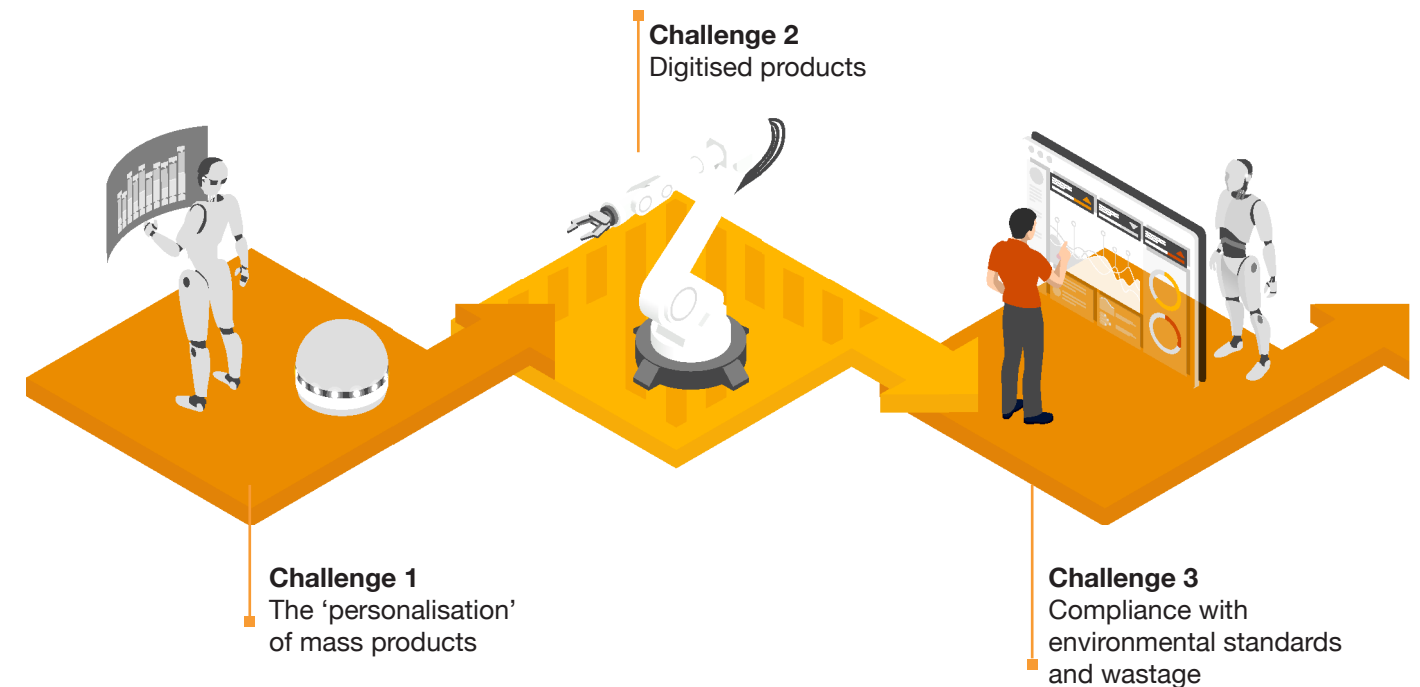 Challenge 2
Digitised products
Challenge 1
The ‘personalisation’
of mass products
Challenge 3
Compliance with
environmental standards
and wastage